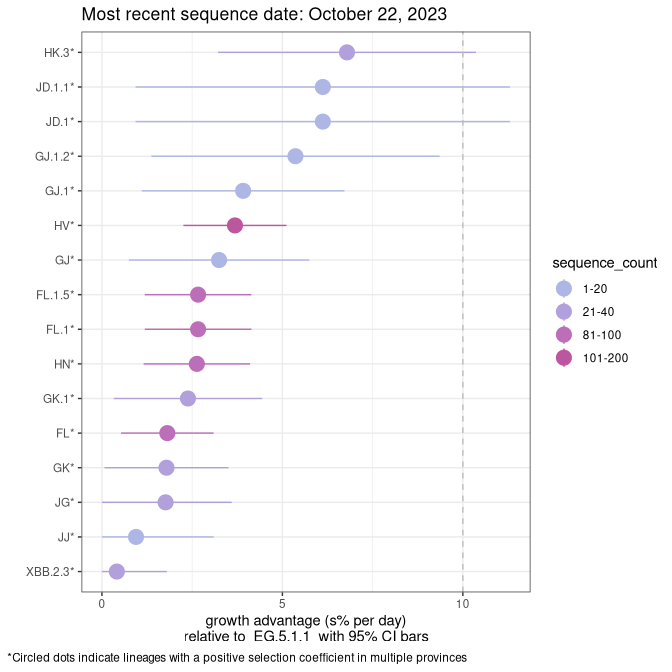 Most recent sequence date: October 22, 2023
HK.3*
JD.1.1*
JD.1*
GJ.1.2*
GJ.1*
HV*
GJ*
FL.1.5*
FL.1*
HN*
GK.1*
FL*
GK*
JG*
JJ*
XBB.2.3*
0 5 10
growth advantage (s% per day)
relative to EG.5.1.1 with 95% CI bars
sequence_count
1-20
21-40
81-100
101-200
*Circled dots indicate lineages with a positive selection coefficient in multiple provinces